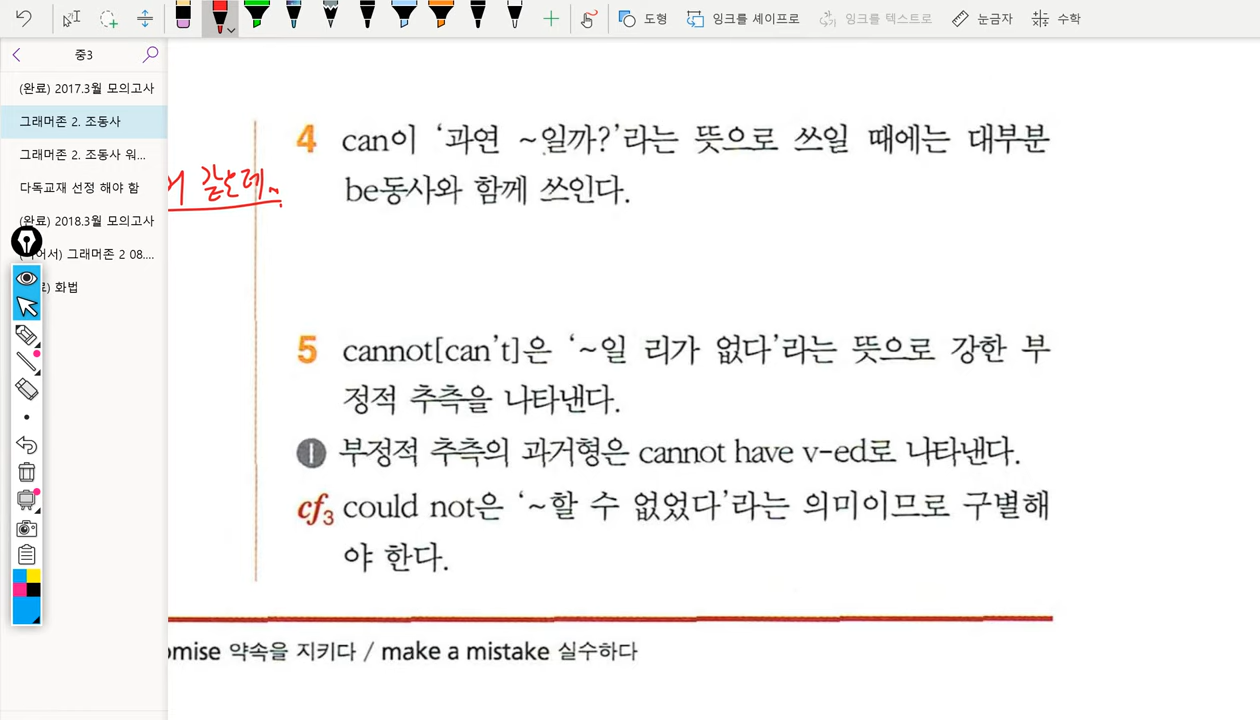 도형
잉크를 셰이프로
잉크를 텍스트로
눈금자
수학
중3
(완료) 2017.3월 모의고사
그래머존 2. 조동사
그래머존 2. 조동사 워...
다독교재 선정 해야 함
(완료) 2018.3월 모의고사
어서) 그래머존 2 08....
료) 화법
같은데~
4 can이 ‘과연 ~일까?’라는 뜻으로 쓰일 때에는 대부분
be동사와 함께 쓰인다.
5 cannot[can’t]은 ‘~일 리가 없다’라는 뜻으로 강한 부
정적 추측을 나타낸다.
부정적 추측의 과거형은 cannot have v-ed로 나타낸다.
cf3 could not은 ‘~할 수 없었다’라는 의미이므로 구별해
야 한다.
omise 약속을 지키다 / make a mistake 실수하다